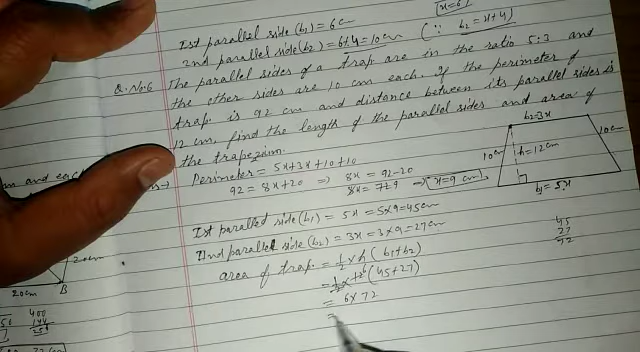 [x=6]
Ist parallel side (b₁) = 6cm
2nd parallel side (b₂) = 6+4 = 10cm (∵ b₂ = x+4)
Q.No:6 The parallel sides of a trap. are in the ratio 5:3 and
the other sides are 10 cm each. If the perimeter of
trap. is 92 cm and distance between its parallel sides is
12 cm, find the length of the parallel sides and area of
the trapezium.
Perimeter = 5x+3x+10+10
92 = 8x+20 ⇒ 8x = 92-20
8x = 72 ⇒ [x=9 cm]
b₂=3x
10cm
h=12cm
10cm
b₁=5x
Ist parallel side (b₁) = 5x = 5×9 = 45cm
IInd parallel side (b₂) = 3x = 3×9 = 27cm
area of trap. = 1/2 × h (b₁+b₂)
= 1/2 × 12 (45+27)
= 6×72
=
45
27
72
m and eac
20cm
20cm B
400
144
256